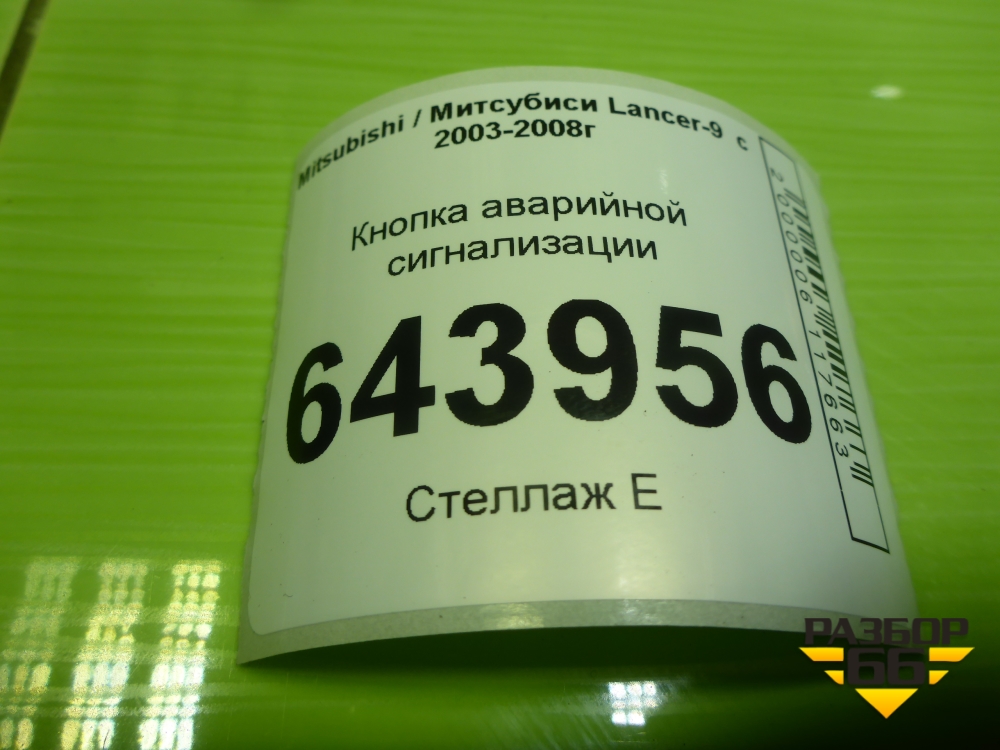 Mitsubishi / Митсубиси Lancer-9 с
2003-2008г
Кнопка аварийной
сигнализации
643956
Стеллаж Е
2000006117663
РАЗБОР
66